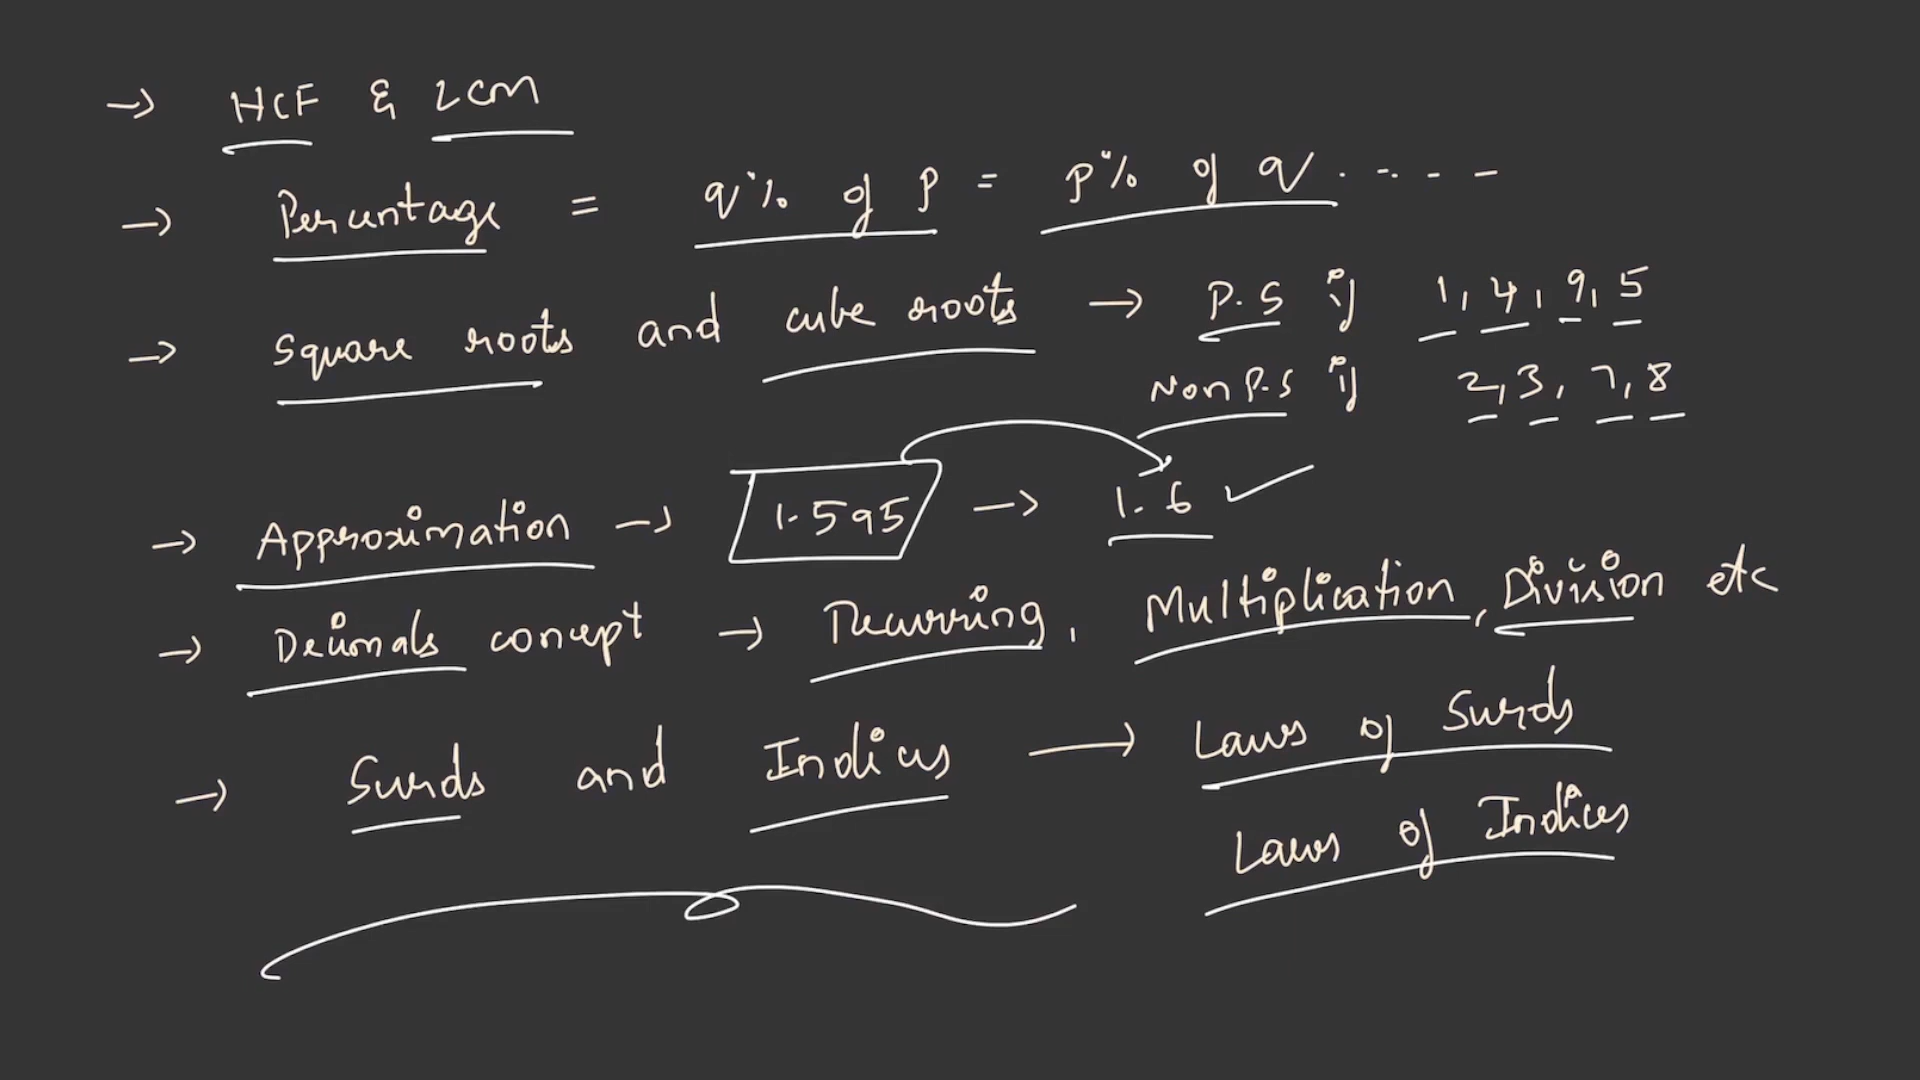 → HCF & LCM
→ Percentage = q% of p = p% of q . . . . .
→ Square roots and cube roots → P.S if 1, 4, 9, 5
Non P.S if 2, 3, 7, 8
→ Approximation → 1.595 → 1.6 ✓
→ Decimals concept → Recurring, Multiplication, Division etc
→ Surds and Indices → Laws of Surds
Laws of Indices